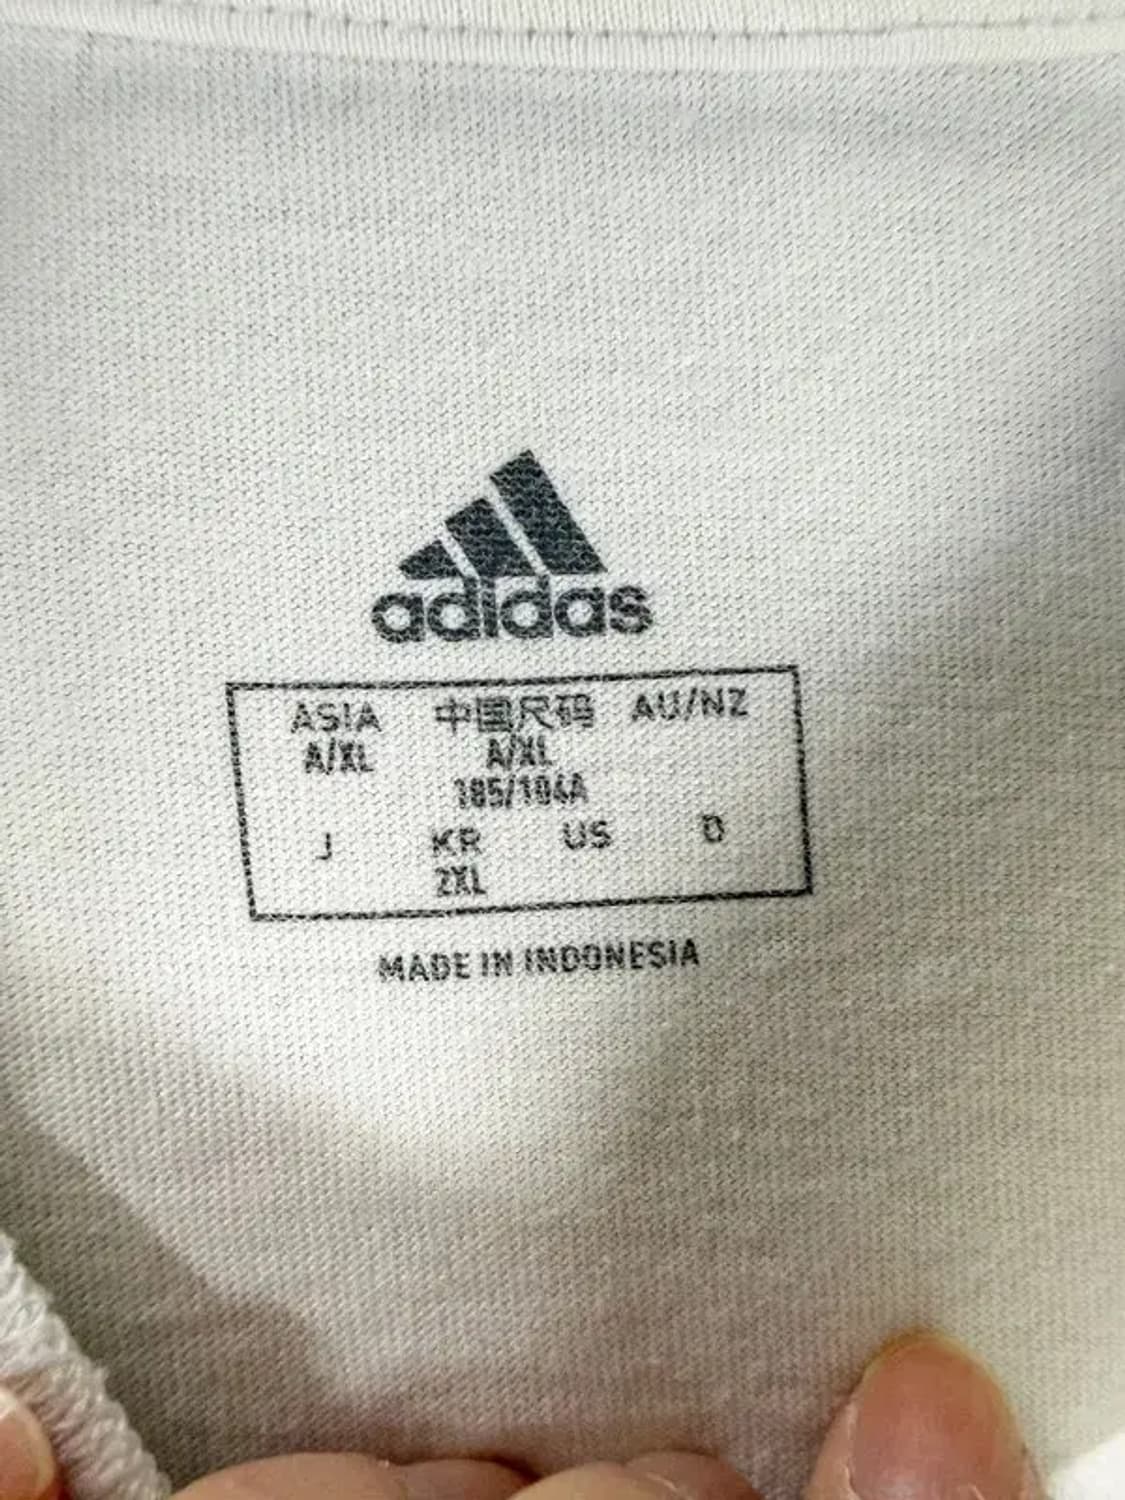 adidas
ASIA 中国尺码 AU/NZ
A/XL A/XL
185/104A
J KR US D
2XL
MADE IN INDONESIA